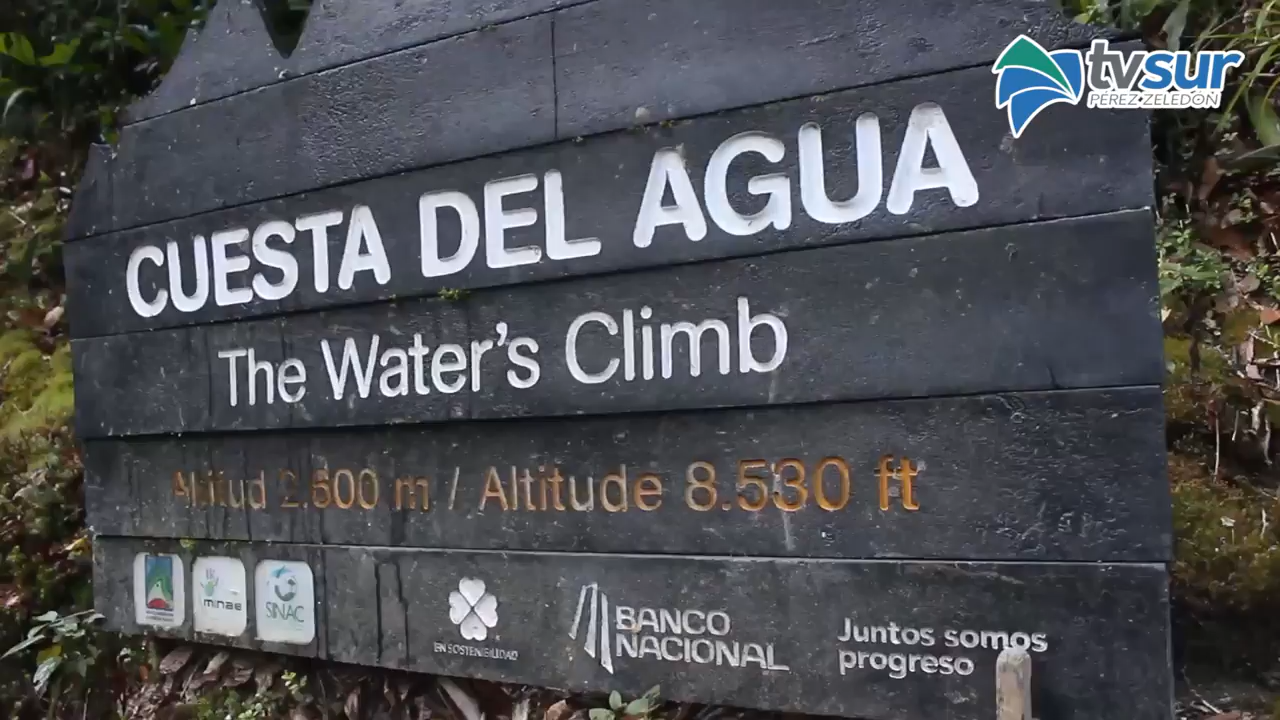 tvsur
PÉREZ ZELEDÓN
CUESTA DEL AGUA
The Water's Climb
Altitud 2.600 m / Altitude 8.530 ft
minae
SINAC
EN SOSTENIBILIDAD
BANCO
NACIONAL
Juntos somos
progreso